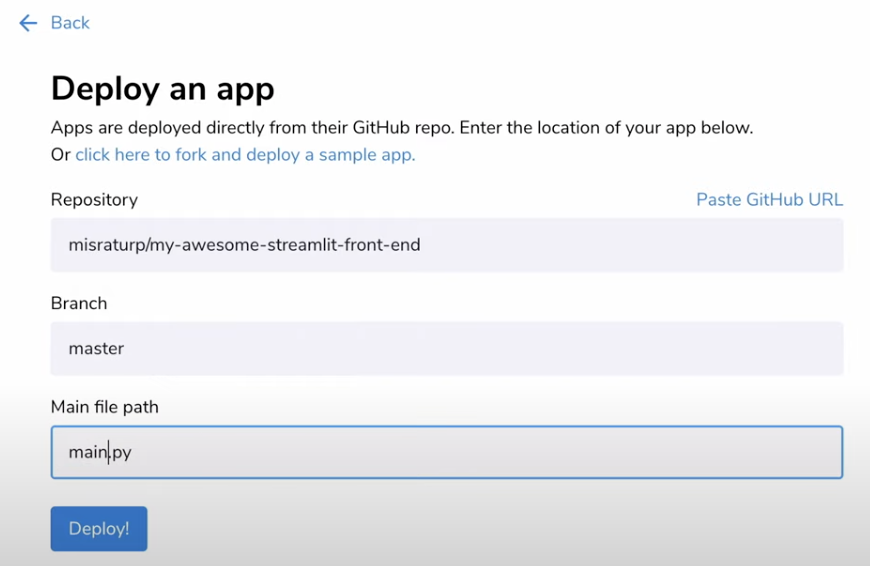 Back
Deploy an app
Apps are deployed directly from their GitHub repo. Enter the location of your app below.
Or click here to fork and deploy a sample app.
Repository
Paste GitHub URL
misraturp/my-awesome-streamlit-front-end
Branch
master
Main file path
main.py
Deploy!